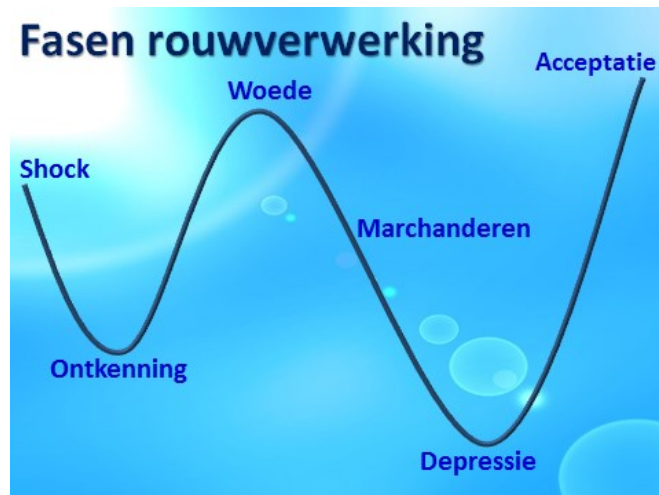 Fasen rouwverwerking
Acceptatie
Woede
Shock
Marchanderen
Ontkenning
Depressie